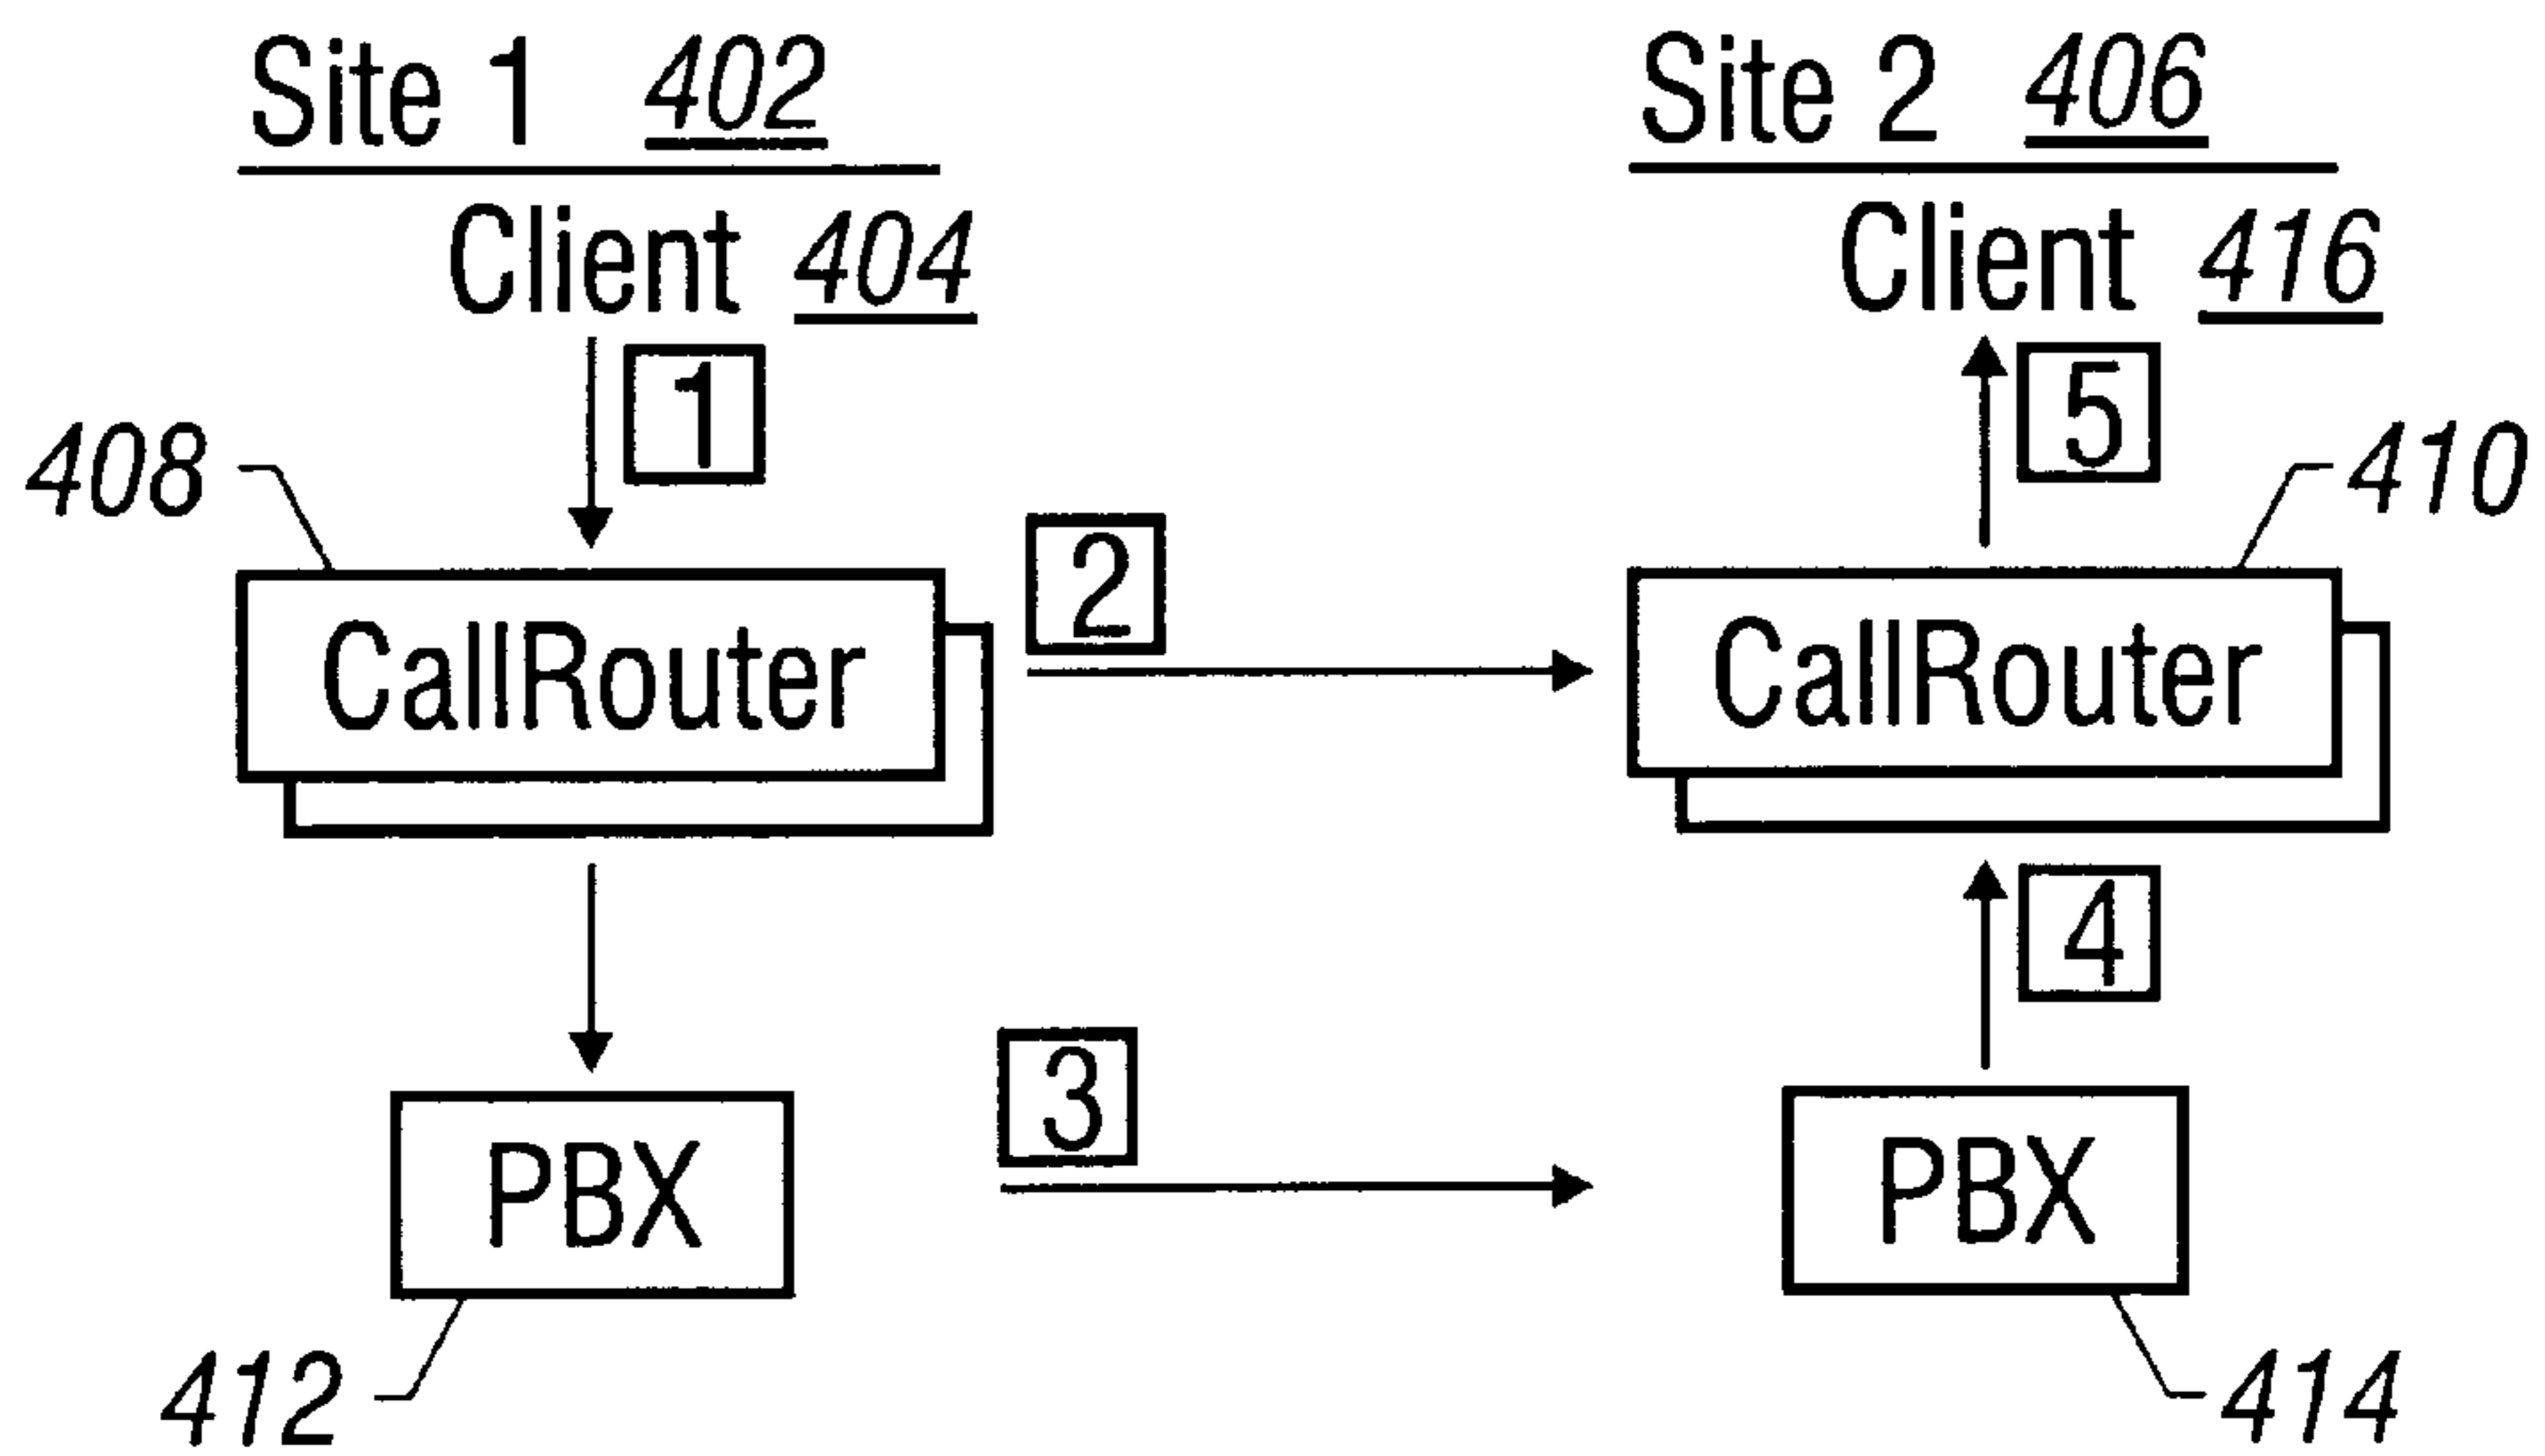 Site 1 402
Site 2 406
Client 404
Client 416
1
5
408
410
2
CallRouter
CallRouter
4
3
PBX
PBX
412
414